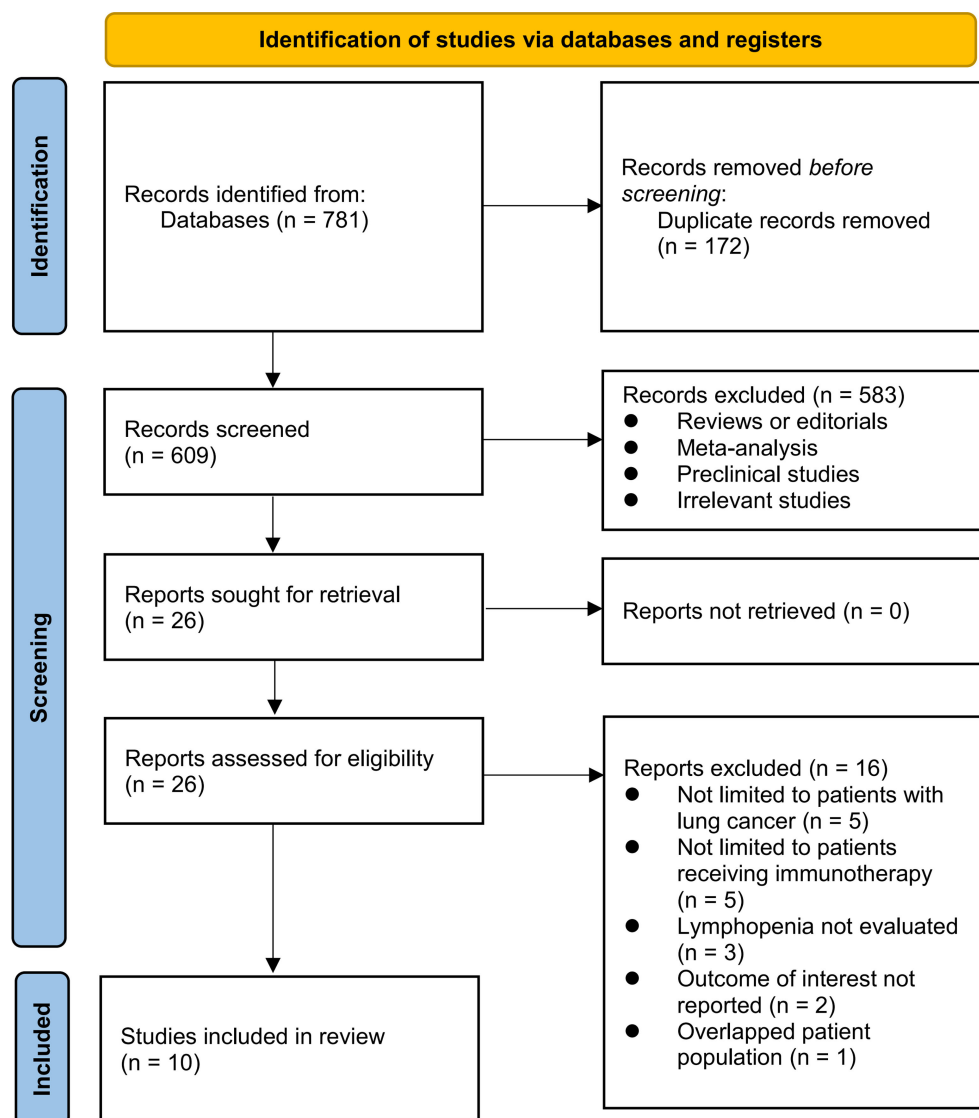 Identification of studies via databases and registers
Identification
Records identified from:
Databases (n = 781)
Records removed before
screening:
Duplicate records removed
(n = 172)
Screening
Records screened
(n = 609)
Records excluded (n = 583)
● Reviews or editorials
● Meta-analysis
● Preclinical studies
● Irrelevant studies
Reports sought for retrieval
(n = 26)
Reports not retrieved (n = 0)
Reports assessed for eligibility
(n = 26)
Reports excluded (n = 16)
● Not limited to patients with
lung cancer (n = 5)
● Not limited to patients
receiving immunotherapy
(n = 5)
● Lymphopenia not evaluated
(n = 3)
● Outcome of interest not
reported (n = 2)
● Overlapped patient
population (n = 1)
Included
Studies included in review
(n = 10)